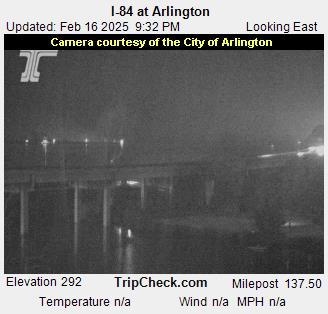 I-84 at Arlington
Updated: Feb 16 2025 9:32 PM Looking East
Camera courtesy of the City of Arlington
Elevation 292 TripCheck.com Milepost 137.50
Temperature n/a Wind n/a MPH n/a